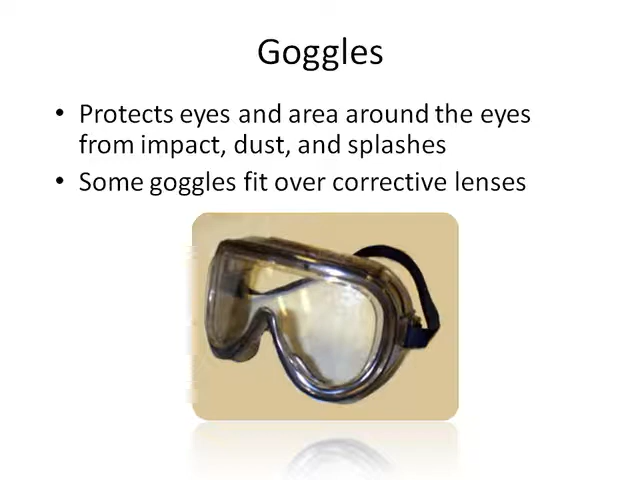 Goggles
• Protects eyes and area around the eyes
from impact, dust, and splashes
• Some goggles fit over corrective lenses